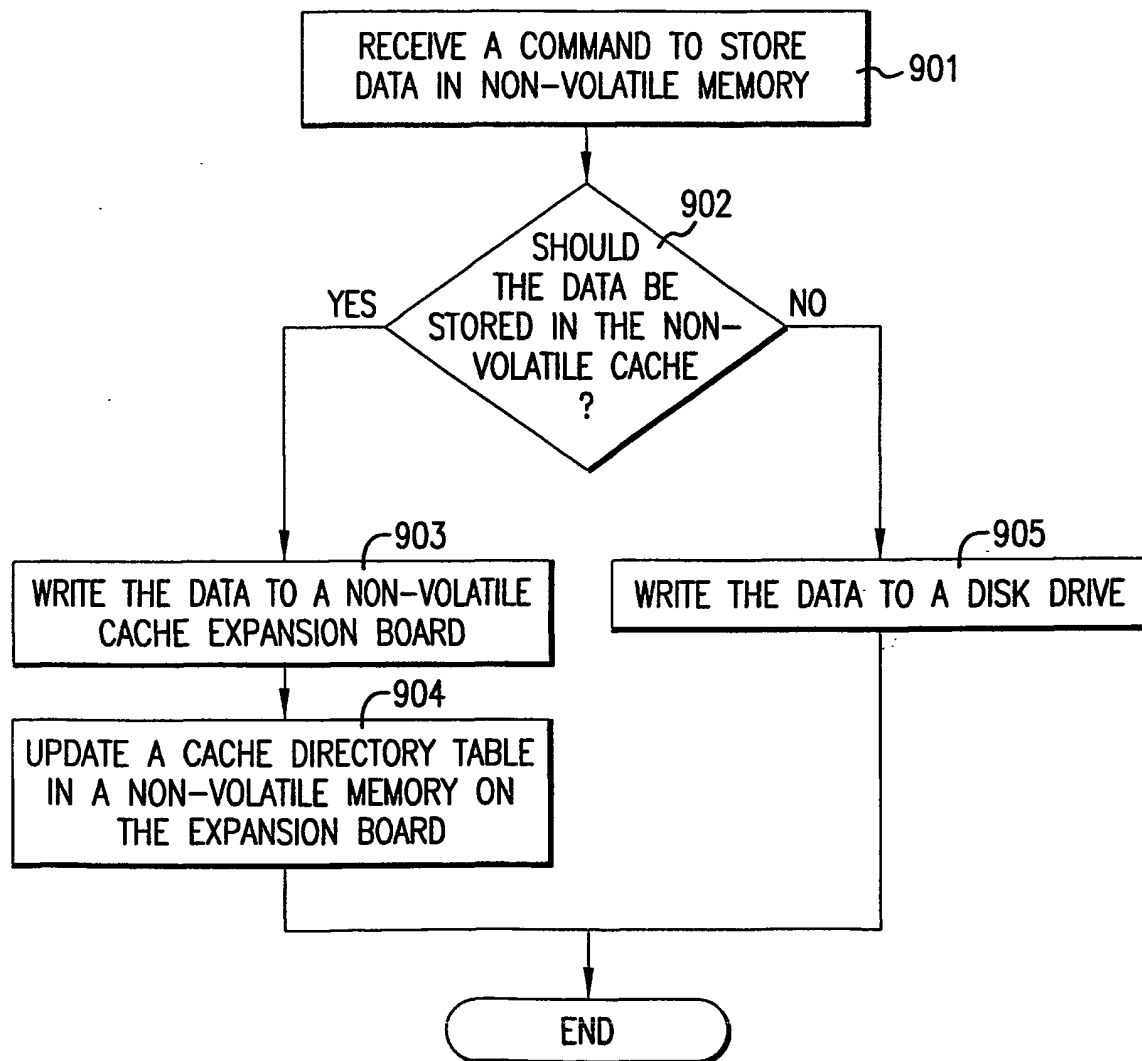 RECEIVE A COMMAND TO STORE
DATA IN NON-VOLATILE MEMORY
901
902
SHOULD
THE DATA BE
STORED IN THE NON-
VOLATILE CACHE
?
YES
NO
903
WRITE THE DATA TO A NON-VOLATILE
CACHE EXPANSION BOARD
905
WRITE THE DATA TO A DISK DRIVE
904
UPDATE A CACHE DIRECTORY TABLE
IN A NON-VOLATILE MEMORY ON
THE EXPANSION BOARD
END